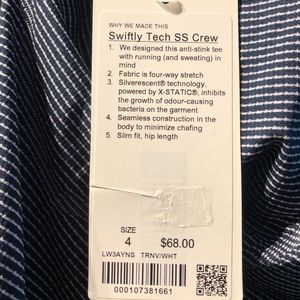 WHY WE MADE THIS
Swiftly Tech SS Crew
1. We designed this anti-stink tee
with running (and sweating) in
mind
2. Fabric is four-way stretch
3. Silverescent® technology,
powered by X-STATIC®, inhibits
the growth of odour-causing
bacteria on the garment
4. Seamless construction in the
body to minimize chafing
5. Slim fit, hip length
SIZE
4 $68.00
LW3AYNS TRNV/WHT
000107381661